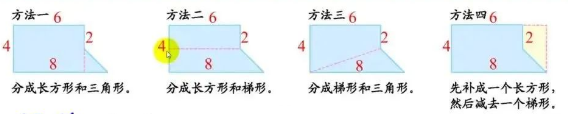 方法一 6
4
2
8
分成长方形和三角形。
方法二 6
4
2
8
分成长方形和梯形。
方法三 6
4
2
8
分成梯形和三角形。
方法四 6
4
2
8
先补成一个长方形，
然后减去一个梯形。